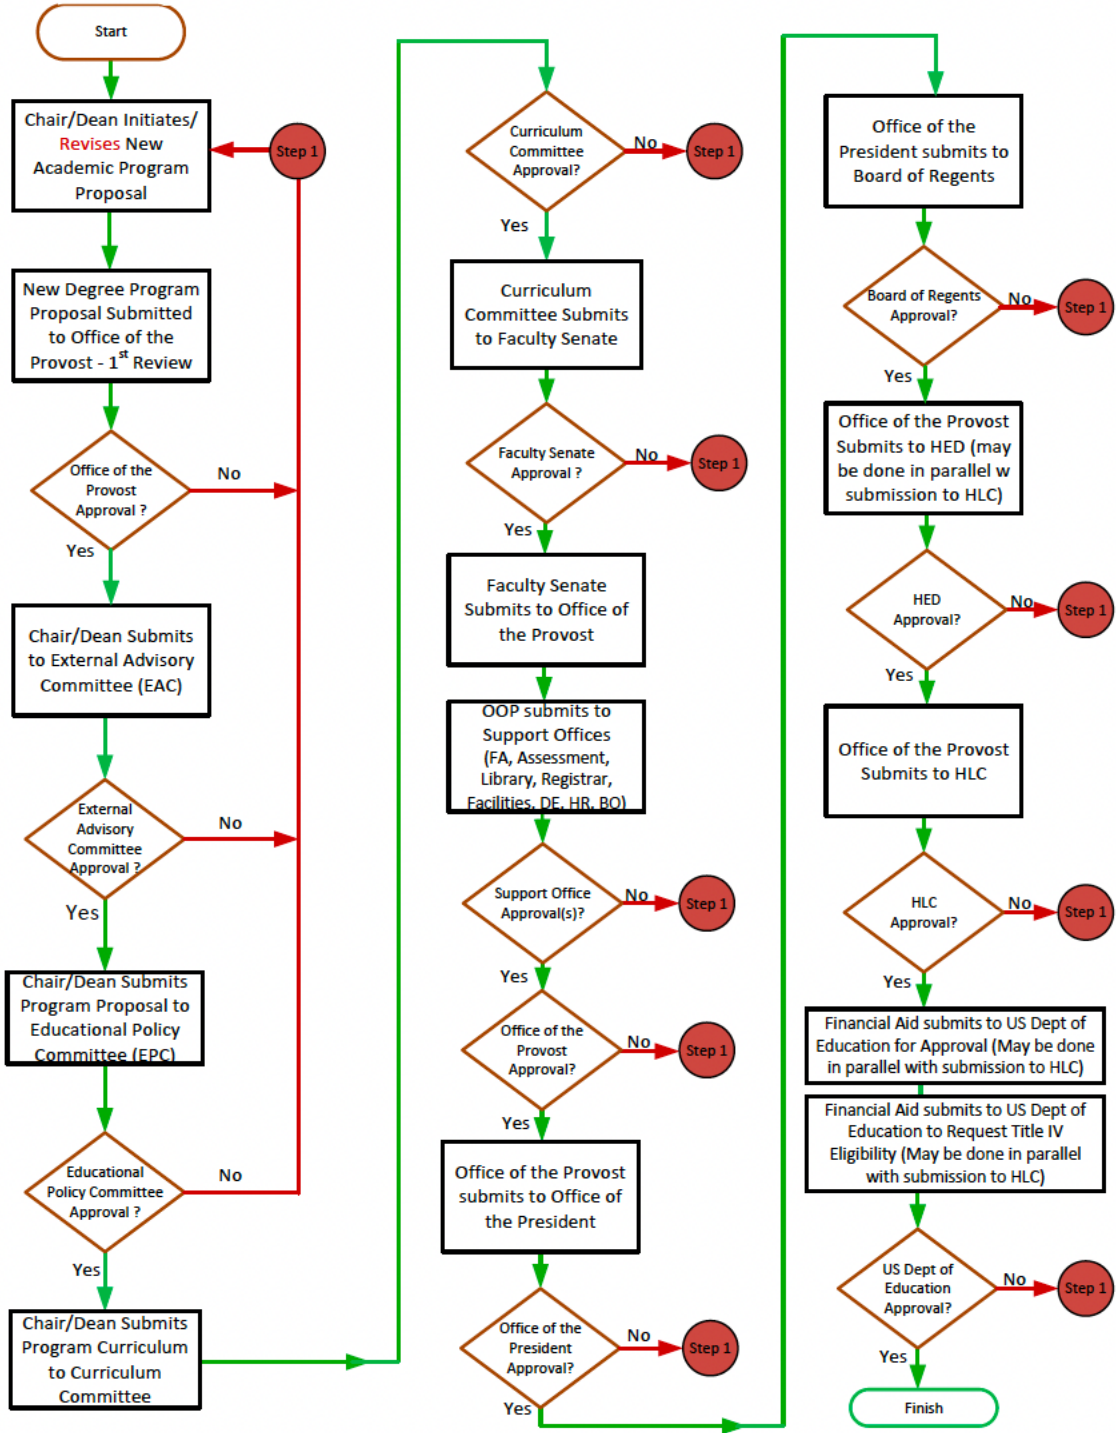 Start
Chair/Dean Initiates/
Revises New
Academic Program
Proposal
Step 1
New Degree Program
Proposal Submitted
to Office of the
Provost - 1st Review
Office of the
Provost
Approval ?
No
Yes
Chair/Dean Submits
to External Advisory
Committee (EAC)
External
Advisory
Committee
Approval ?
No
Yes
Chair/Dean Submits
Program Proposal to
Educational Policy
Committee (EPC)
Educational
Policy Committee
Approval ?
No
Yes
Chair/Dean Submits
Program Curriculum
to Curriculum
Committee
Curriculum
Committee
Approval?
No
Step 1
Yes
Curriculum
Committee Submits
to Faculty Senate
Faculty Senate
Approval ?
No
Step 1
Yes
Faculty Senate
Submits to Office of
the Provost
OOP submits to
Support Offices
(FA, Assessment,
Library, Registrar,
Facilities, DE, HR, BO)
Support Office
Approval(s)?
No
Step 1
Yes
Office of the
Provost
Approval?
No
Step 1
Yes
Office of the Provost
submits to Office of
the President
Office of the
President
Approval?
No
Step 1
Yes
Office of the
President submits to
Board of Regents
Board of Regents
Approval?
No
Step 1
Yes
Office of the Provost
Submits to HED (may
be done in parallel w
submission to HLC)
HED
Approval?
No
Step 1
Yes
Office of the Provost
Submits to HLC
HLC
Approval?
No
Step 1
Yes
Financial Aid submits to US Dept of
Education for Approval (May be done
in parallel with submission to HLC)
Financial Aid submits to US Dept of
Education to Request Title IV
Eligibility (May be done in parallel
with submission to HLC)
US Dept of
Education
Approval?
No
Step 1
Yes
Finish